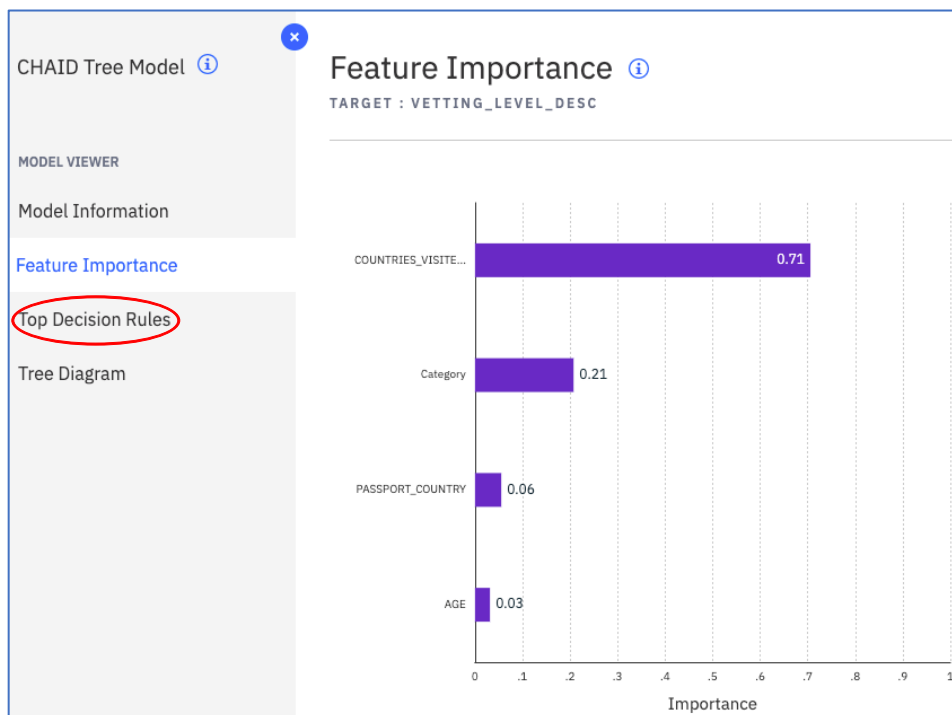 CHAID Tree Model
MODEL VIEWER
Model Information
Feature Importance
Top Decision Rules
Tree Diagram
Feature Importance
TARGET : VETTING_LEVEL_DESC
COUNTRIES_VISITE... 0.71
Category 0.21
PASSPORT_COUNTRY 0.06
AGE 0.03
0 .1 .2 .3 .4 .5 .6 .7 .8 .9 1
Importance